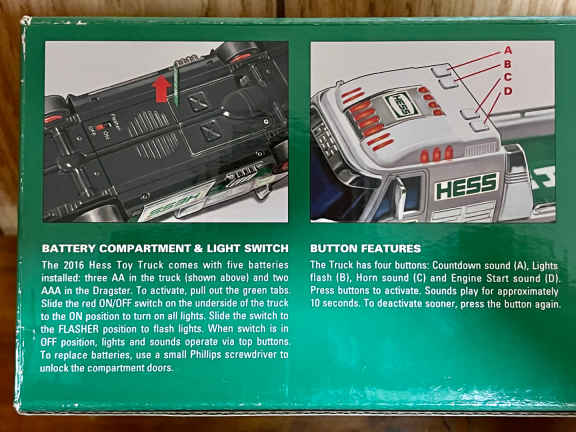 A
B
C
D
HESS
Flasher
OFF
ON
HESS
HESS
BATTERY COMPARTMENT & LIGHT SWITCH
The 2016 Hess Toy Truck comes with five batteries
installed: three AA in the truck (shown above) and two
AAA in the Dragster. To activate, pull out the green tabs.
Slide the red ON/OFF switch on the underside of the truck
to the ON position to turn on all lights. Slide the switch to
the FLASHER position to flash lights. When switch is in
OFF position, lights and sounds operate via top buttons.
To replace batteries, use a small Phillips screwdriver to
unlock the compartment doors.
BUTTON FEATURES
The Truck has four buttons: Countdown sound (A), Lights
flash (B), Horn sound (C) and Engine Start sound (D).
Press buttons to activate. Sounds play for approximately
10 seconds. To deactivate sooner, press the button again.